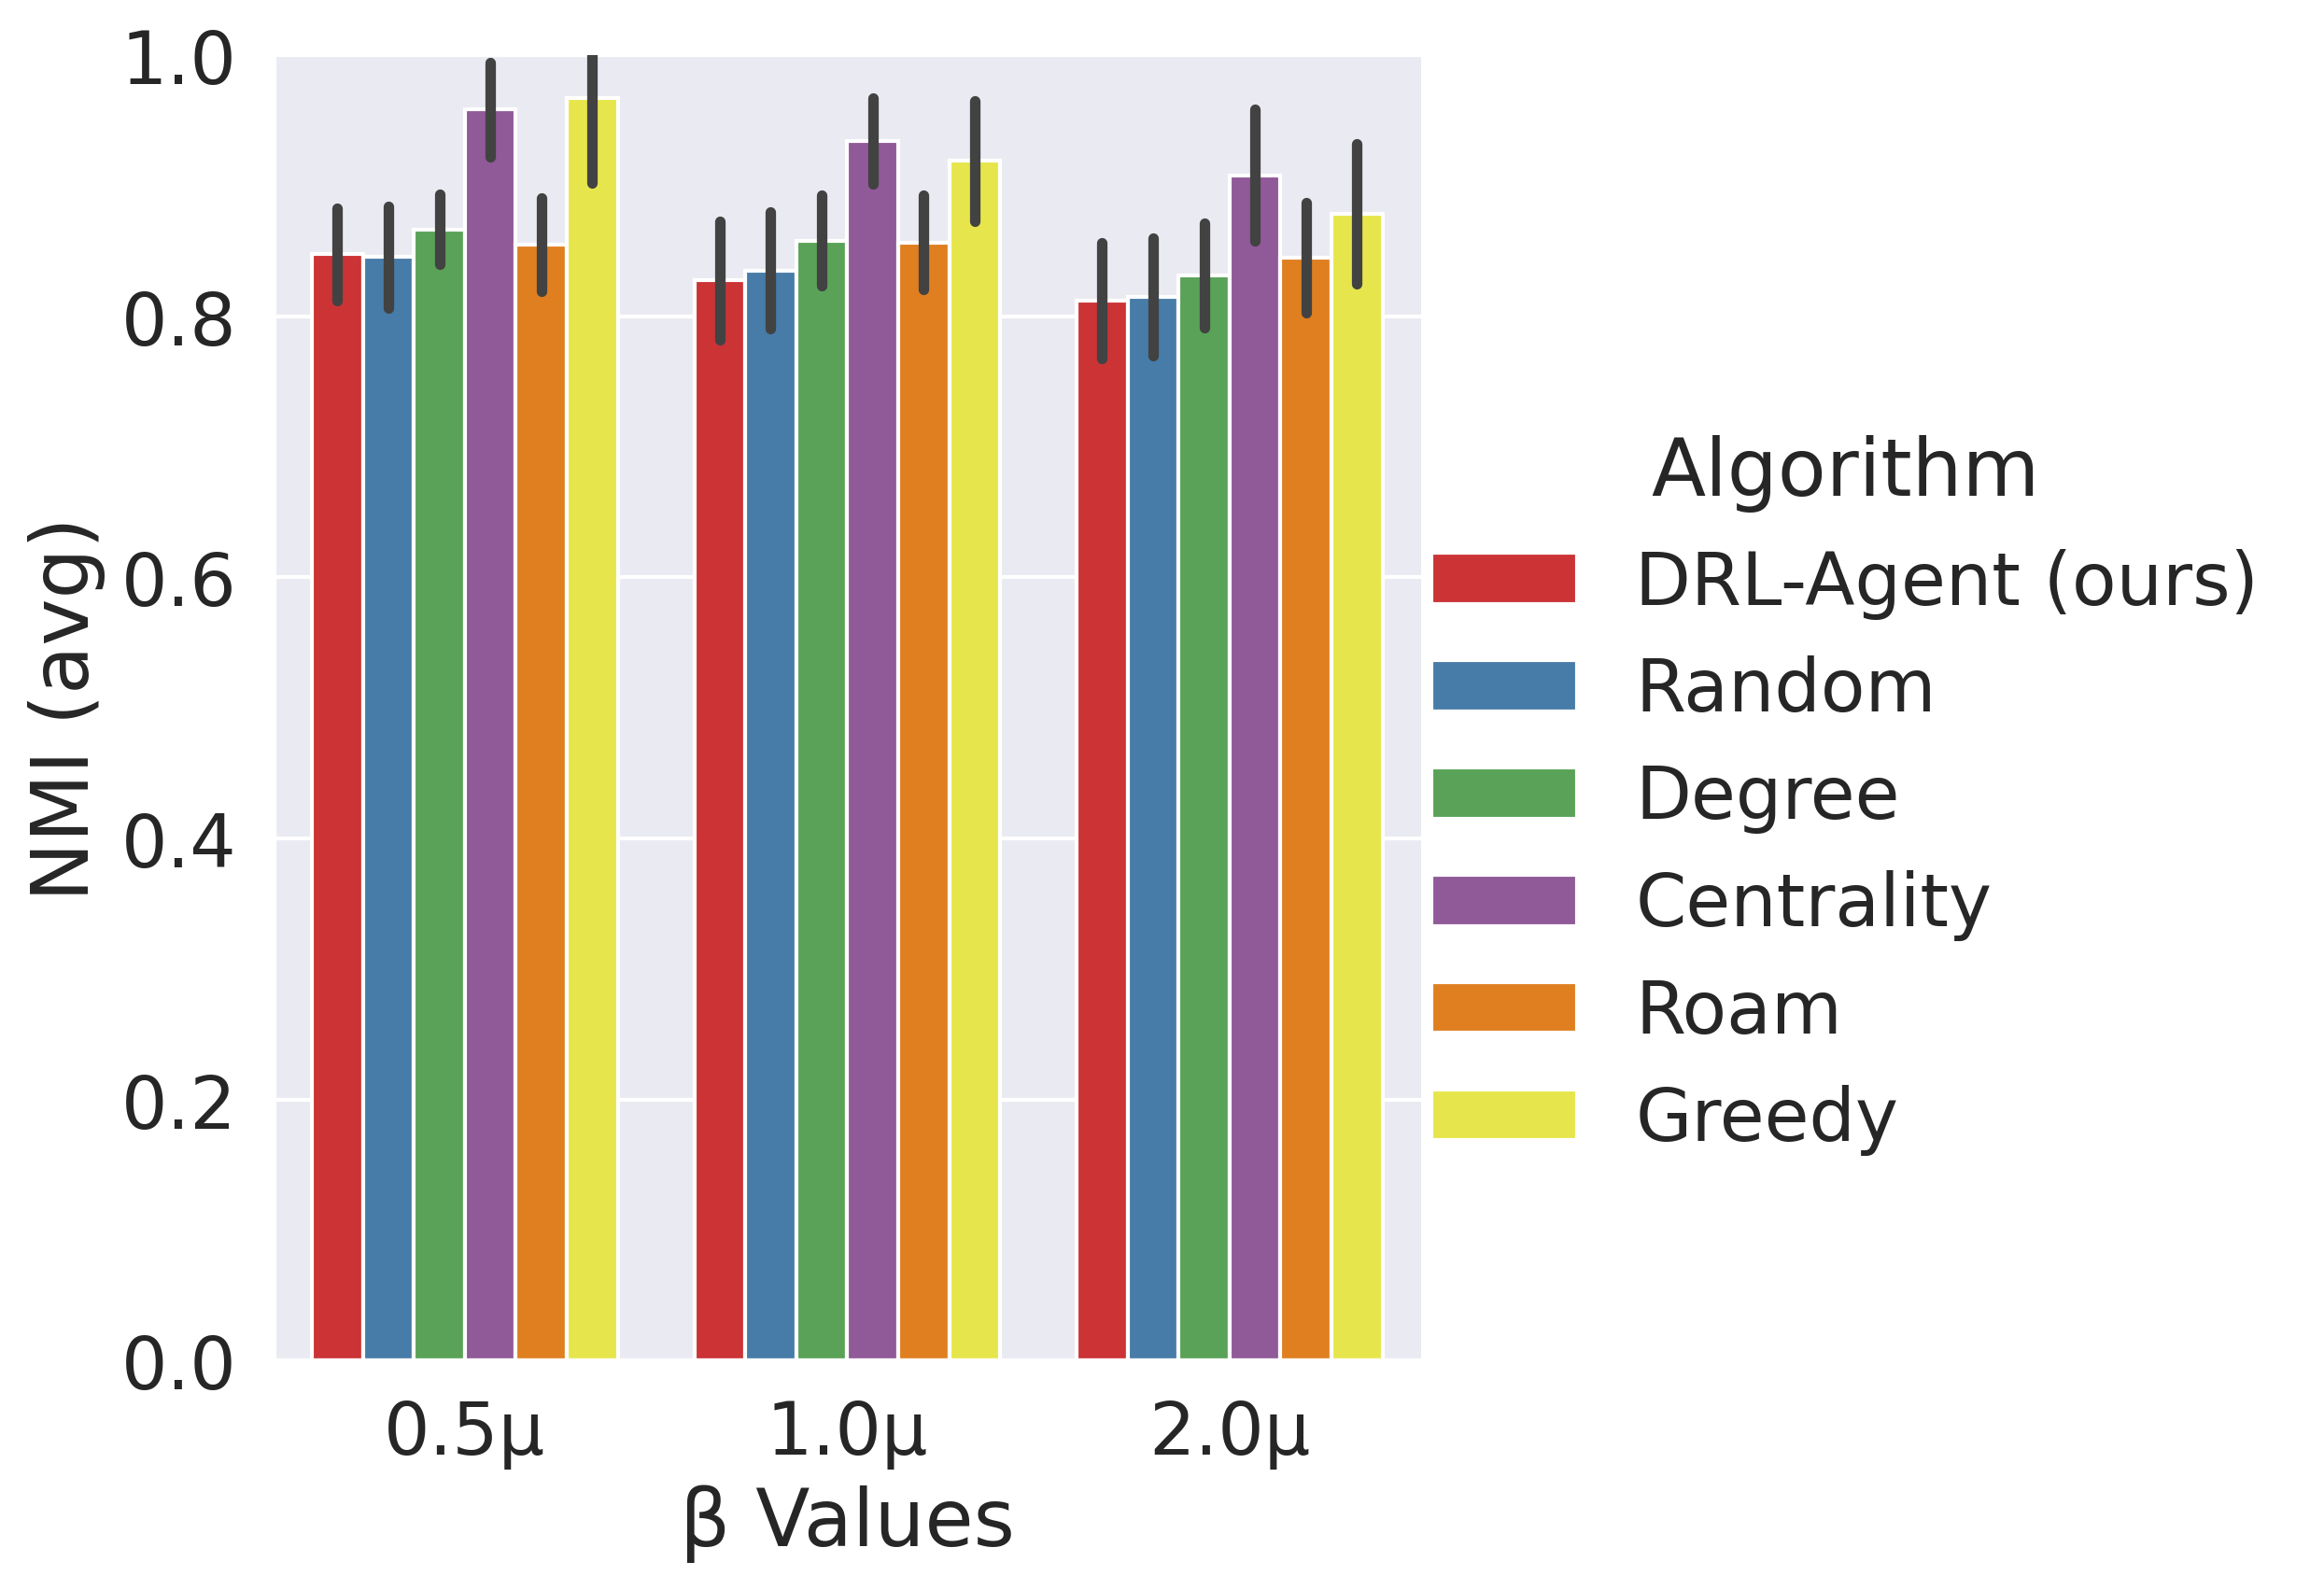 NMI (avg)
1.0
0.8
0.6
0.4
0.2
0.0
0.5μ 1.0μ 2.0μ
β Values
Algorithm
DRL-Agent (ours)
Random
Degree
Centrality
Roam
Greedy